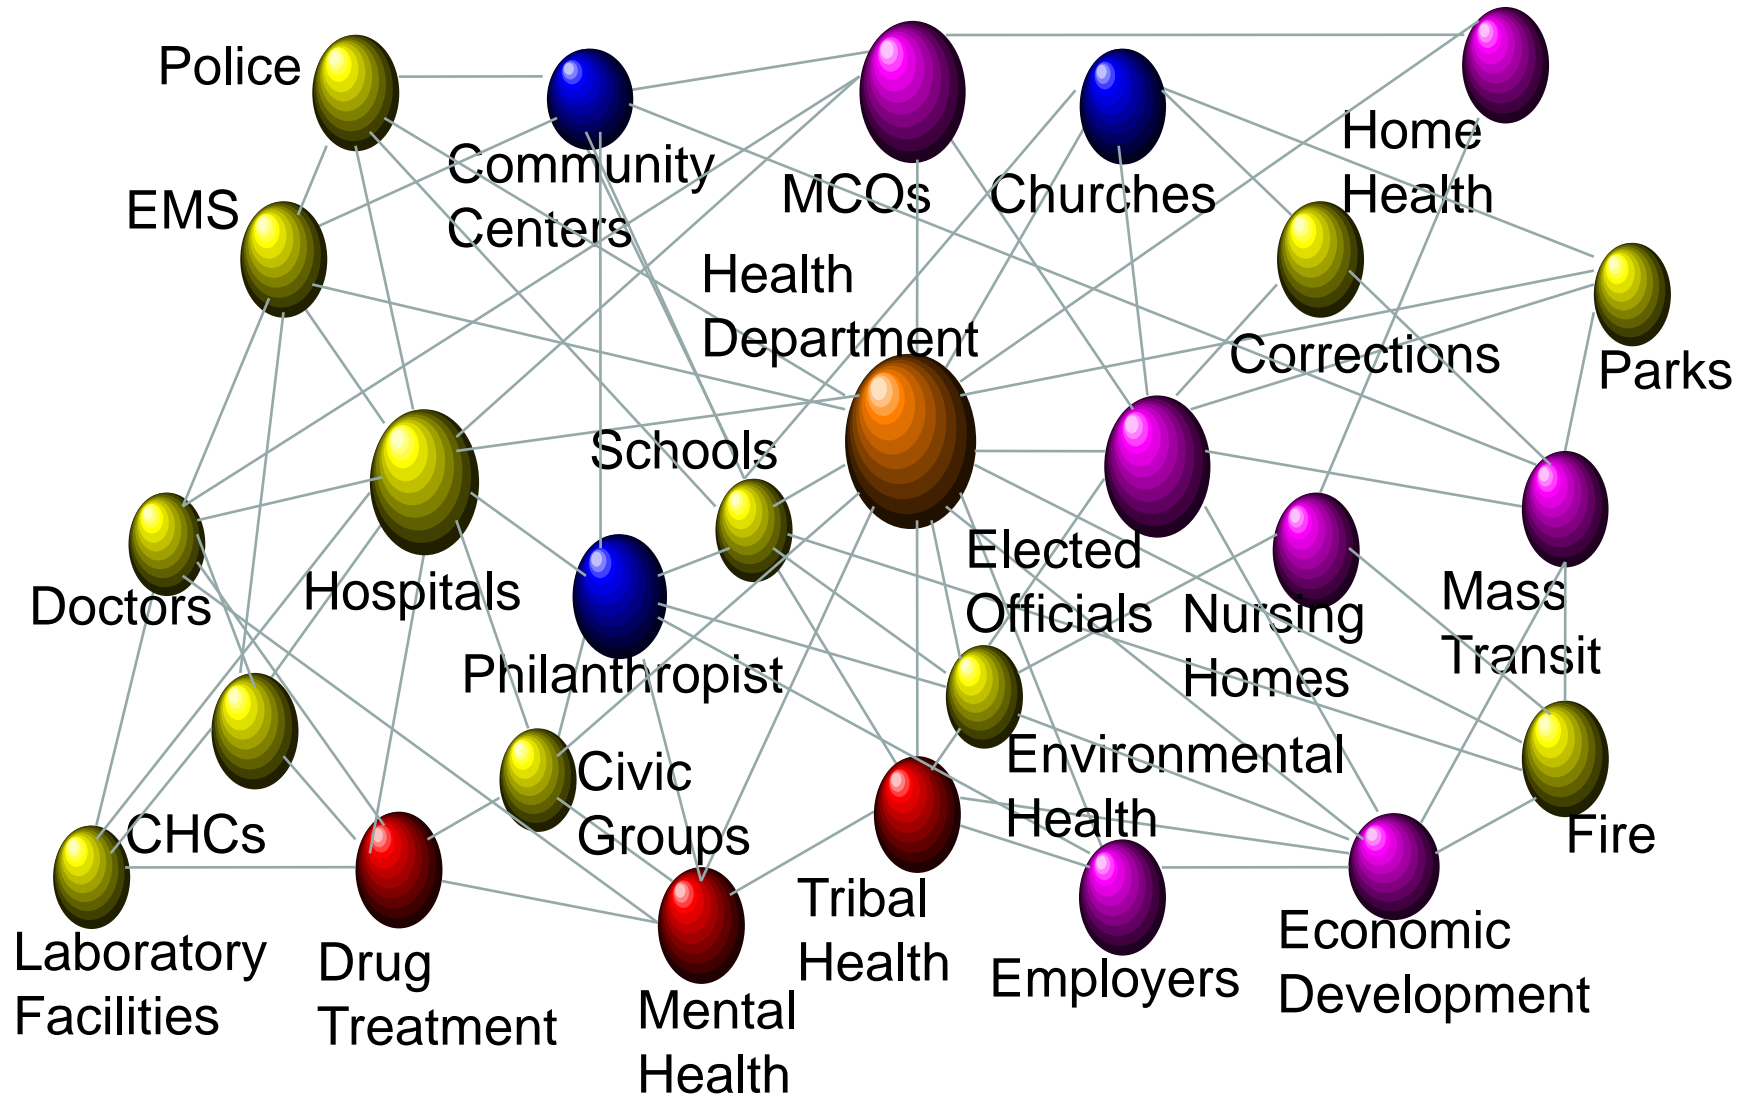 Police
Community
Centers
MCOs
Churches
Home
Health
EMS
Health
Department
Corrections
Parks
Schools
Doctors
Hospitals
Philanthropist
Elected
Officials
Nursing
Homes
Mass
Transit
CHCs
Civic
Groups
Environmental
Health
Fire
Laboratory
Facilities
Drug
Treatment
Mental
Health
Tribal
Health
Employers
Economic
Development